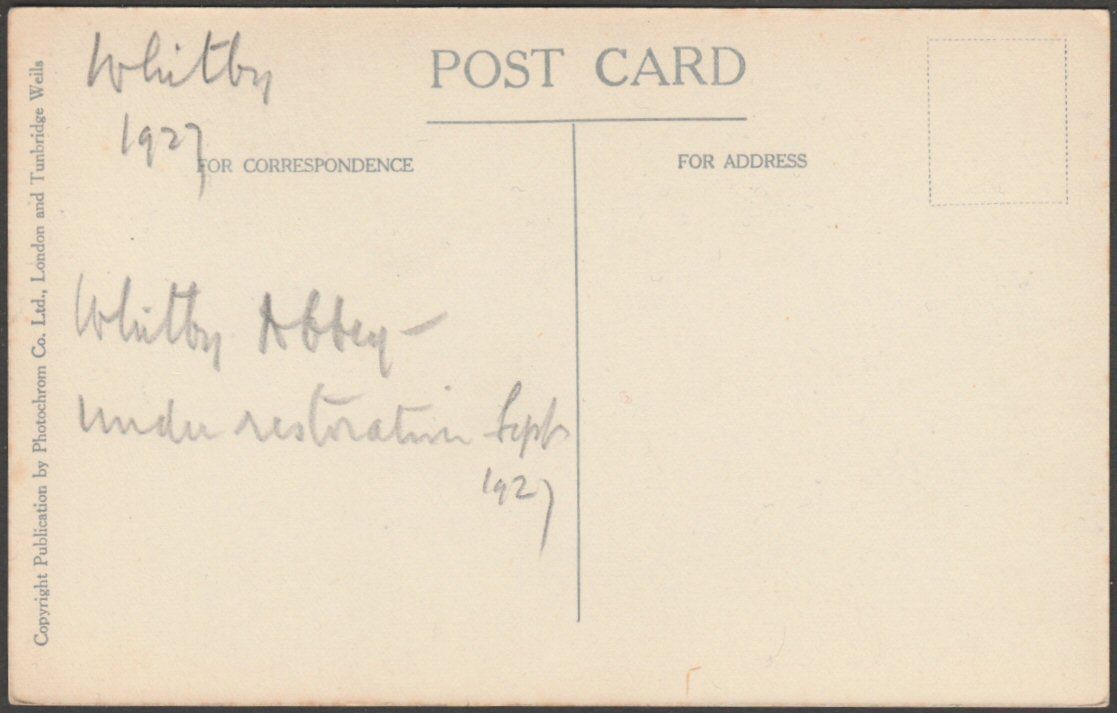 Whitby
1927
POST CARD
FOR CORRESPONDENCE
FOR ADDRESS
Whitby Abbey –
under restoration Sept
1927
Copyright Publication by Photochrom Co. Ltd., London and Tunbridge Wells